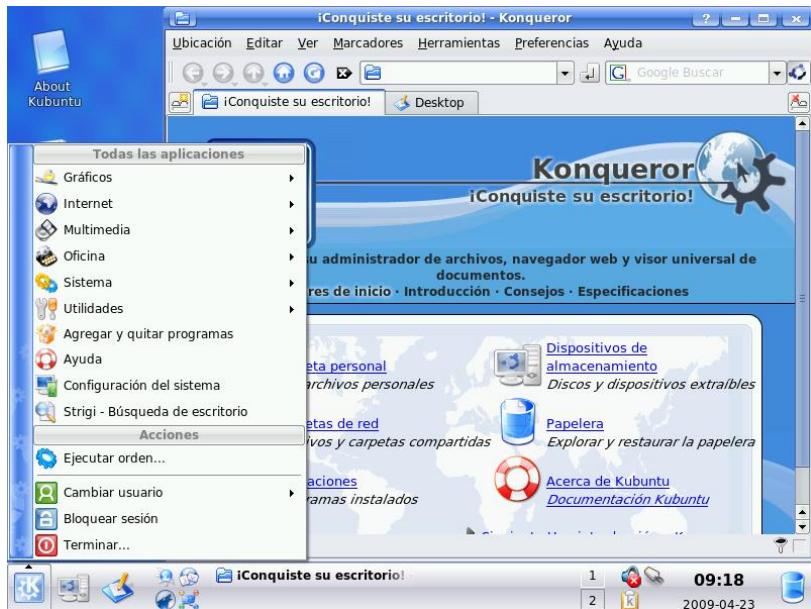 iConquiste su escritorio! - Konqueror
Ubicación Editar Ver Marcadores Herramientas Preferencias Ayuda
G Google Buscar
iConquiste su escritorio! Desktop
About
Kubuntu
Konqueror
iConquiste su escritorio!
su administrador de archivos, navegador web y visor universal de
documentos.
res de inicio · Introducción · Consejos · Especificaciones
eta personal
archivos personales
Dispositivos de
almacenamiento
Discos y dispositivos extraíbles
etas de red
ivos y carpetas compartidas
Papelera
Explorar y restaurar la papelera
aciones
ramas instalados
Acerca de Kubuntu
Documentación Kubuntu
Todas las aplicaciones
Gráficos
Internet
Multimedia
Oficina
Sistema
Utilidades
Agregar y quitar programas
Ayuda
Configuración del sistema
Strigi - Búsqueda de escritorio
Acciones
Ejecutar orden...
Cambiar usuario
Bloquear sesión
Terminar...
iConquiste su escritorio!
1
2
09:18
2009-04-23